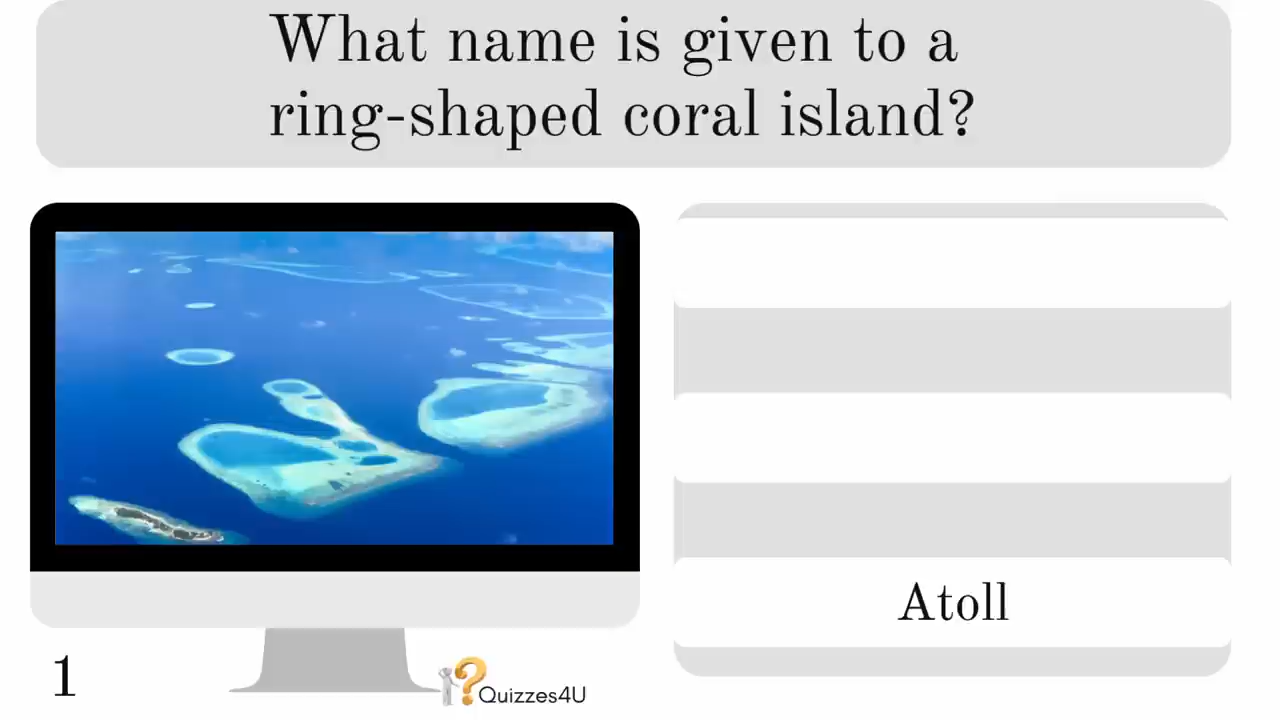 What name is given to a
ring-shaped coral island?
Atoll
1
Quizzes4U